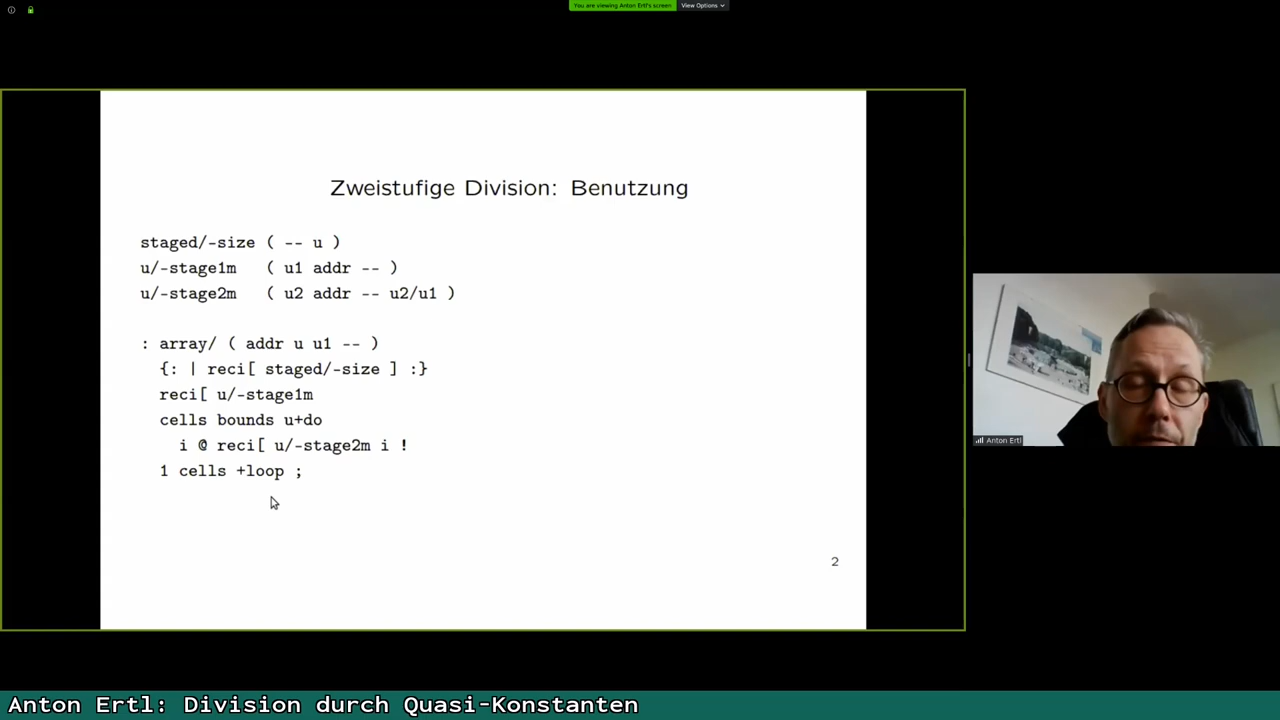 You are viewing Anton Ertl's screen View Options
Zweistufige Division: Benutzung
staged/-size ( -- u )
u/-stage1m ( u1 addr -- )
u/-stage2m ( u2 addr -- u2/u1 )
: array/ ( addr u u1 -- )
{: | reci[ staged/-size ] :}
reci[ u/-stage1m
cells bounds u+do
i @ reci[ u/-stage2m i !
1 cells +loop ;
2
Anton Ertl
Anton Ertl: Division durch Quasi-Konstanten